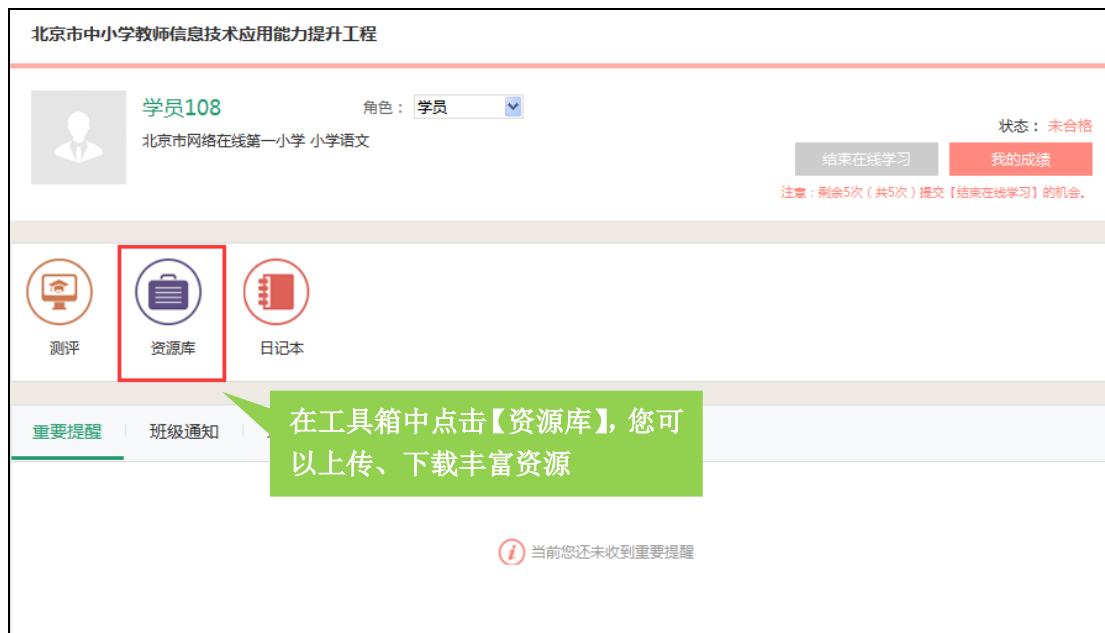 北京市中小学教师信息技术应用能力提升工程
学员108
角色： 学员
北京市网络在线第一小学 小学语文
状态： 未合格
结束在线学习 我的成绩
注意：剩余5次（共5次）提交【结束在线学习】的机会。
测评 资源库 日记本
重要提醒 班级通知
在工具箱中点击【资源库】，您可
以上传、下载丰富资源
当前您还未收到重要提醒